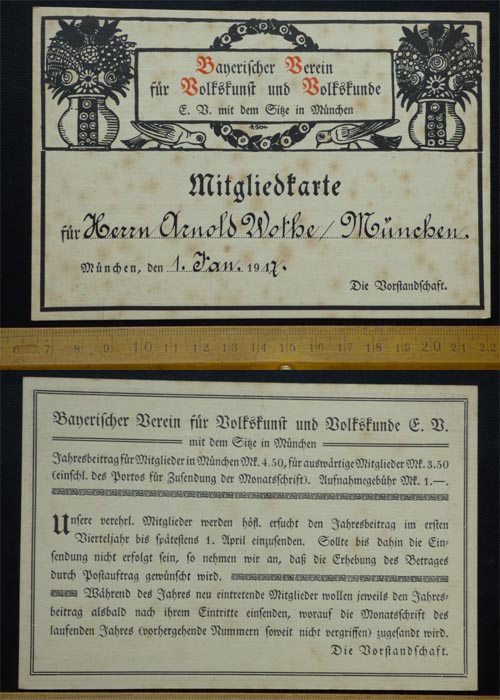 Bayerischer Verein
für Volkskunst und Volkskunde
E. V. mit dem Sitze in München
Mitgliedkarte
für Herrn Arnold Wothe / München.
München, den 1. Jan. 1917.
Die Vorstandschaft.
6 7 8 9 10 11 12 13 14 15 16 17 18 19 20 21 22
Bayerischer Verein für Volkskunst und Volkskunde E. V.
mit dem Sitze in München
Jahresbeitrag für Mitglieder in München Mk. 4.50, für auswärtige Mitglieder Mk. 3.50
(einschl. des Portos für Zusendung der Monatsschrift). Aufnahmegebühr Mk. 1.—.
Unsere verehrl. Mitglieder werden höfl. ersucht den Jahresbeitrag im ersten
Vierteljahr bis spätestens 1. April einzusenden. Sollte bis dahin die Ein-
sendung nicht erfolgt sein, so nehmen wir an, daß die Erhebung des Betrages
durch Postauftrag gewünscht wird.
Während des Jahres neu eintretende Mitglieder wollen jeweils den Jahres-
beitrag alsbald nach ihrem Eintritte einsenden, worauf die Monatsschrift des
laufenden Jahres (vorhergehende Nummern soweit nicht vergriffen) zugesandt wird.
Die Vorstandschaft.